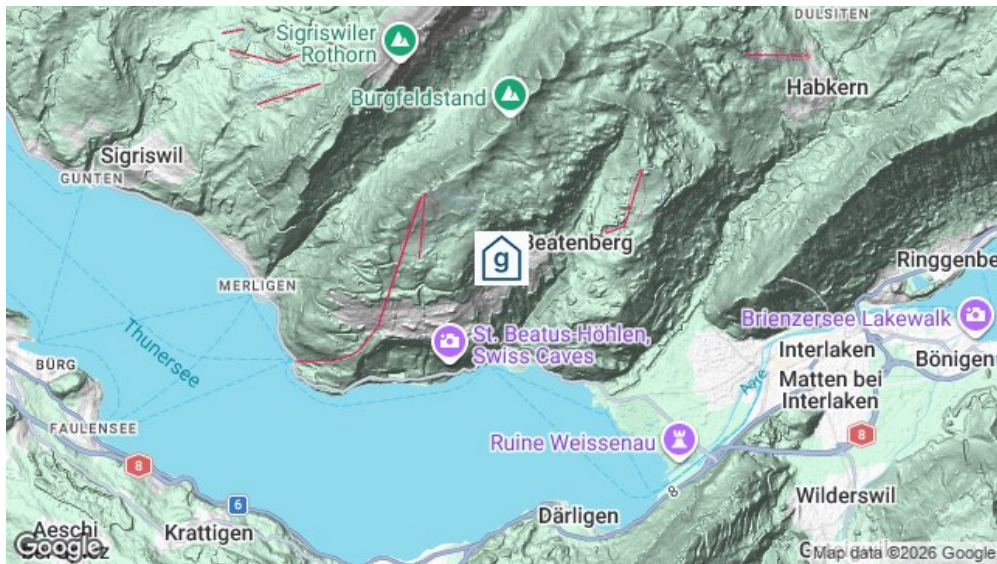 DULSITEN
Sigriswiler
Rothorn
Habkern
Burgfeldstand
Sigriswil
GUNTEN
Beatenberg
g
Ringgenbe
MERLIGEN
Brienzersee Lakewalk
Thunersee
St. Beatus-Höhlen,
Swiss Caves
Interlaken
Bönigen
BÜRG
Aare
Matten bei
Interlaken
FAULENSEE
Ruine Weissenau
8
8
8
6
Wilderswil
Därligen
Krattigen
Aeschi
Google
Map data ©2026 Google